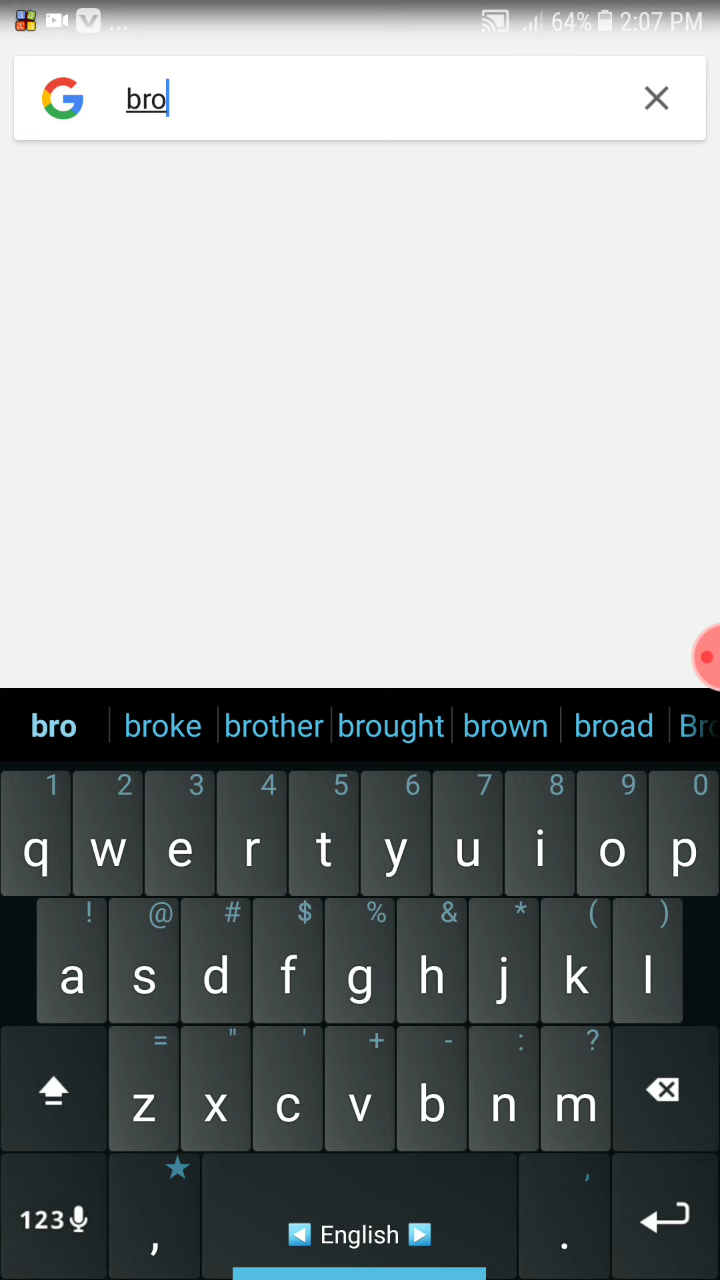 ... 64% 2:07 PM
bro
bro broke brother brought brown broad Bro
1 2 3 4 5 6 7 8 9 0
q w e r t y u i o p
! @ # $ % & * ( )
a s d f g h j k l
= " ' + - : ?
z x c v b n m
123 , English . ,